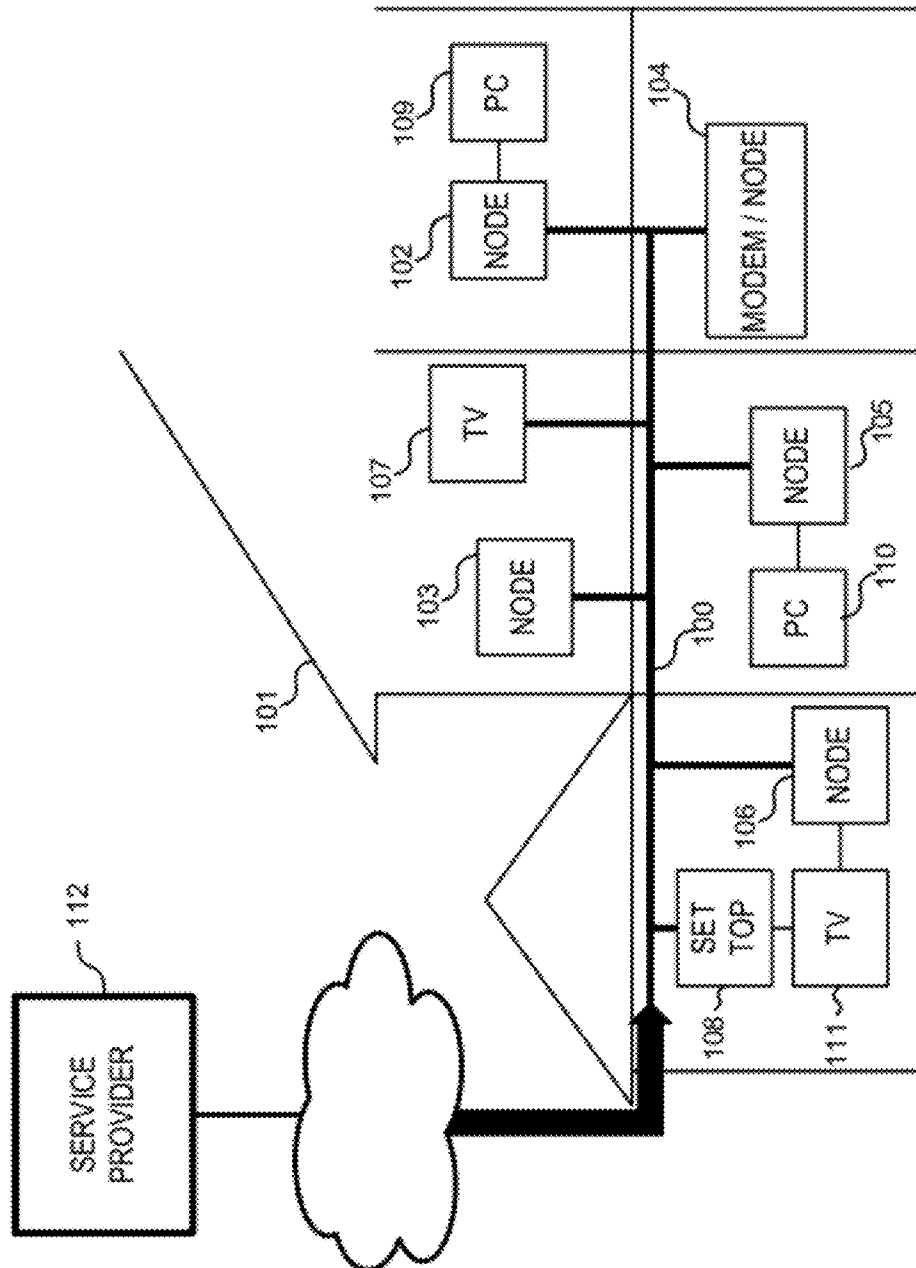 112
SERVICE
PROVIDER
101
109
PC
102
NODE
107
TV
103
NODE
104
MODEM / NODE
100
105
NODE
110
PC
106
NODE
108
SET
TOP
111
TV